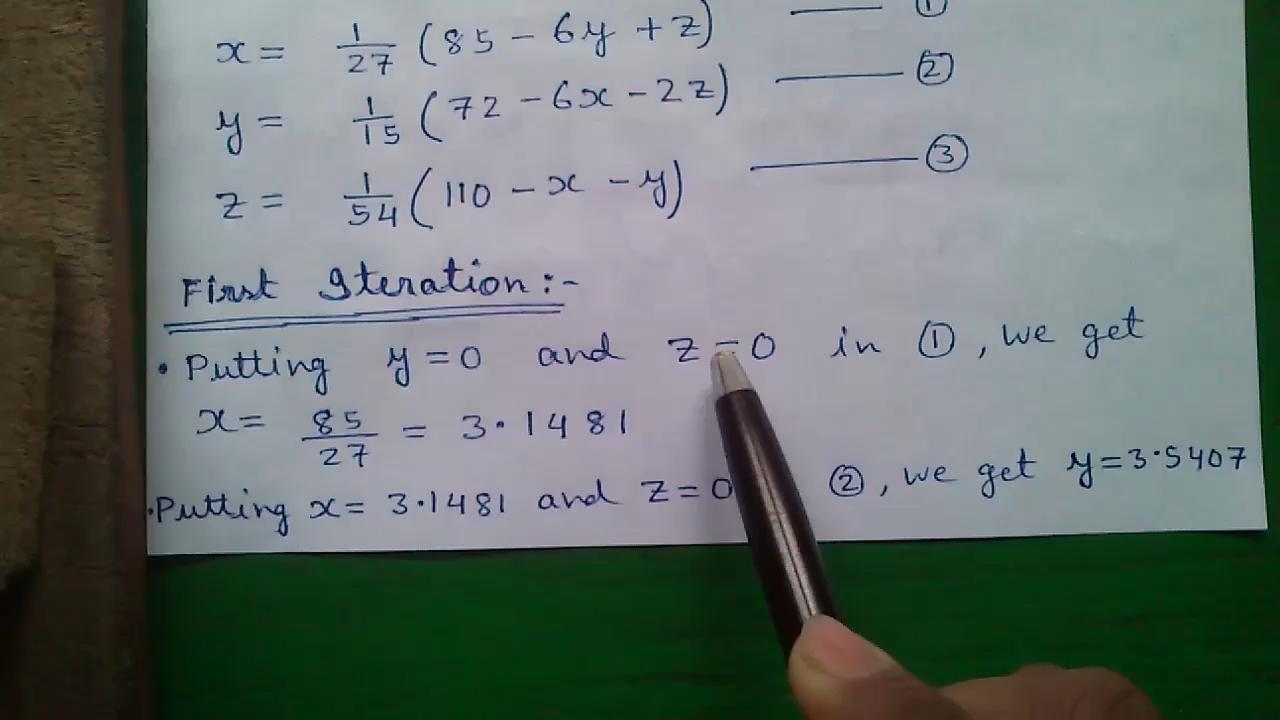 x = 1/27 (85 - 6y + z) ——— ①
y = 1/15 (72 - 6x - 2z) ——— ②
z = 1/54 (110 - x - y) ——— ③
First Iteration :-
• Putting y = 0 and z = 0 in ①, we get
x = 85/27 = 3.1481
• Putting x = 3.1481 and z = 0 ②, we get y = 3.5407